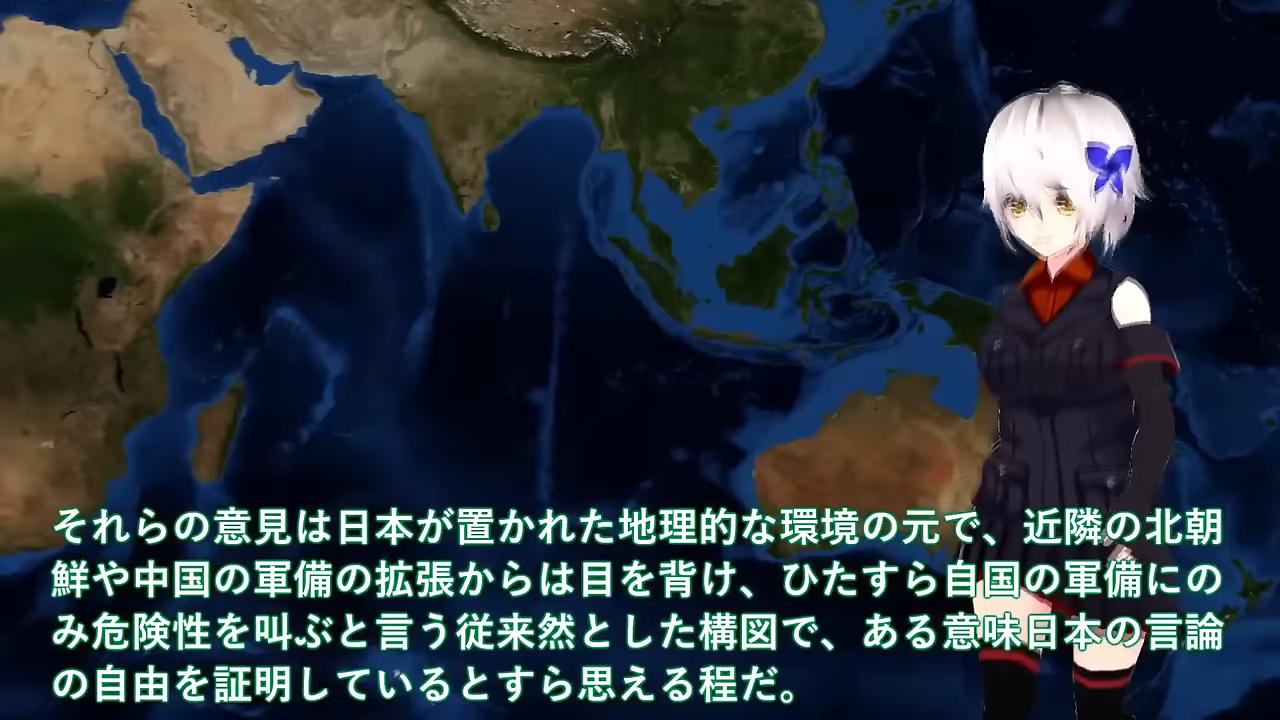 それらの意見は日本が置かれた地理的な環境の元で、近隣の北朝
鮮や中国の軍備の拡張からは目を背け、ひたすら自国の軍備にの
み危険性を叫ぶと言う従来然とした構図で、ある意味日本の言論
の自由を証明しているとすら思える程だ。